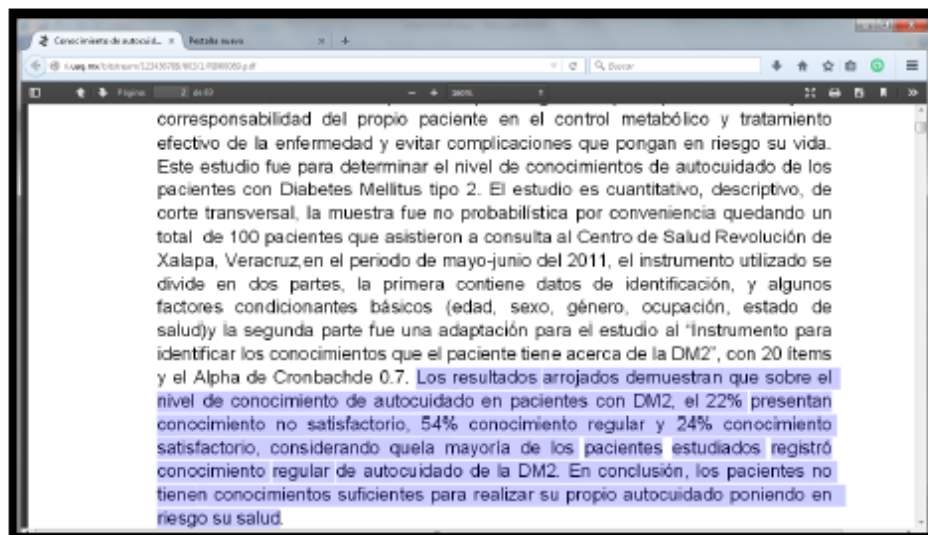 Conocimiento de autocuid... × Pestaña nueva × +
Buscar
Página: 2 de 69 − + 200%
corresponsabilidad del propio paciente en el control metabólico y tratamiento
efectivo de la enfermedad y evitar complicaciones que pongan en riesgo su vida.
Este estudio fue para determinar el nivel de conocimientos de autocuidado de los
pacientes con Diabetes Mellitus tipo 2. El estudio es cuantitativo, descriptivo, de
corte transversal, la muestra fue no probabilística por conveniencia quedando un
total de 100 pacientes que asistieron a consulta al Centro de Salud Revolución de
Xalapa, Veracruz,en el periodo de mayo-junio del 2011, el instrumento utilizado se
divide en dos partes, la primera contiene datos de identificación, y algunos
factores condicionantes básicos (edad, sexo, género, ocupación, estado de
salud)y la segunda parte fue una adaptación para el estudio al "Instrumento para
identificar los conocimientos que el paciente tiene acerca de la DM2", con 20 ítems
y el Alpha de Cronbachde 0.7. Los resultados arrojados demuestran que sobre el
nivel de conocimiento de autocuidado en pacientes con DM2, el 22% presentan
conocimiento no satisfactorio, 54% conocimiento regular y 24% conocimiento
satisfactorio, considerando quela mayoría de los pacientes estudiados registró
conocimiento regular de autocuidado de la DM2. En conclusión, los pacientes no
tienen conocimientos suficientes para realizar su propio autocuidado poniendo en
riesgo su salud.